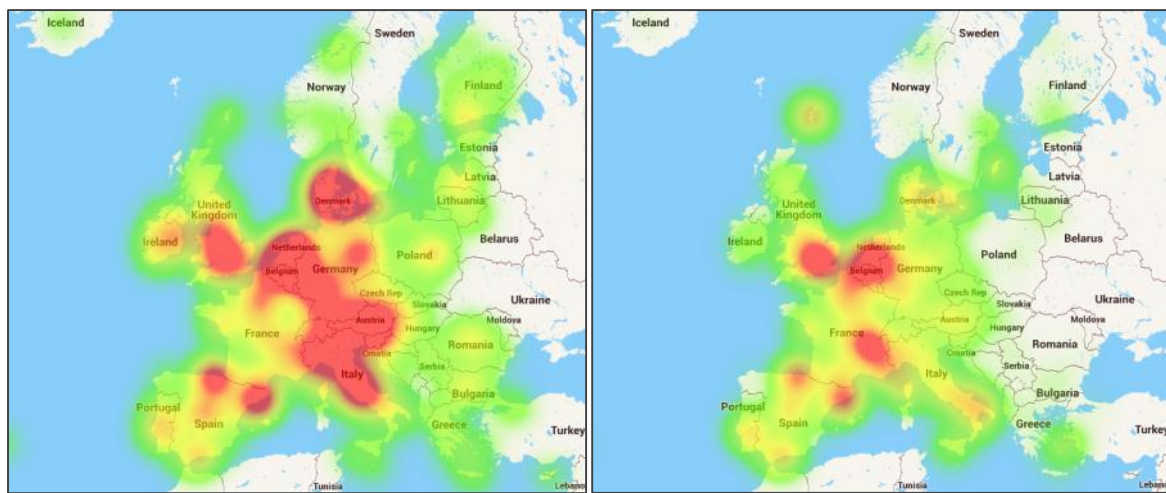 Iceland
Sweden
Norway
Finland
Estonia
Latvia
Denmark
Lithuania
United
Kingdom
Ireland
Netherlands
Belarus
Poland
Belgium
Germany
Czech Rep
Ukraine
Slovakia
Austria
Moldova
Hungary
France
Romania
Croatia
Serbia
Italy
Bulgaria
Portugal
Spain
Greece
Turkey
Tunisia
Lebano
Iceland
Sweden
Norway
Finland
Estonia
Latvia
Denmark
Lithuania
United
Kingdom
Ireland
Netherlands
Belarus
Poland
Belgium
Germany
Czech Rep
Ukraine
Slovakia
Austria
Moldova
Hungary
France
Romania
Croatia
Serbia
Italy
Bulgaria
Portugal
Spain
Greece
Turkey
Tunisia
Leban